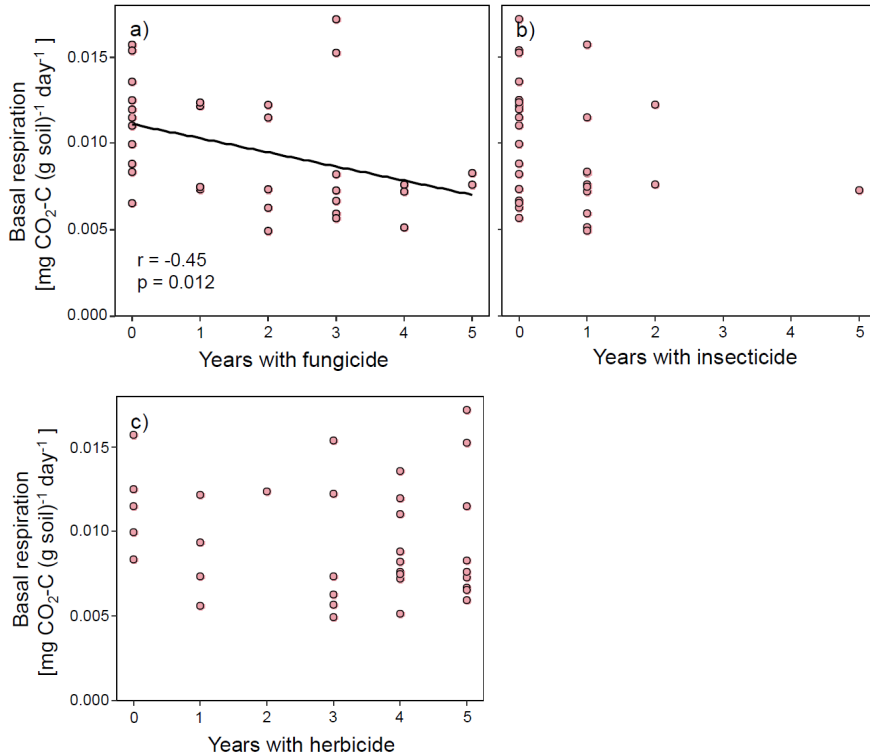 a)
Basal respiration
[mg CO₂-C (g soil)⁻¹ day⁻¹]
0.015
0.010
0.005
0.000
r = -0.45
p = 0.012
0 1 2 3 4 5
Years with fungicide
b)
0 1 2 3 4 5
Years with insecticide
c)
Basal respiration
[mg CO₂-C (g soil)⁻¹ day⁻¹]
0.015
0.010
0.005
0.000
0 1 2 3 4 5
Years with herbicide